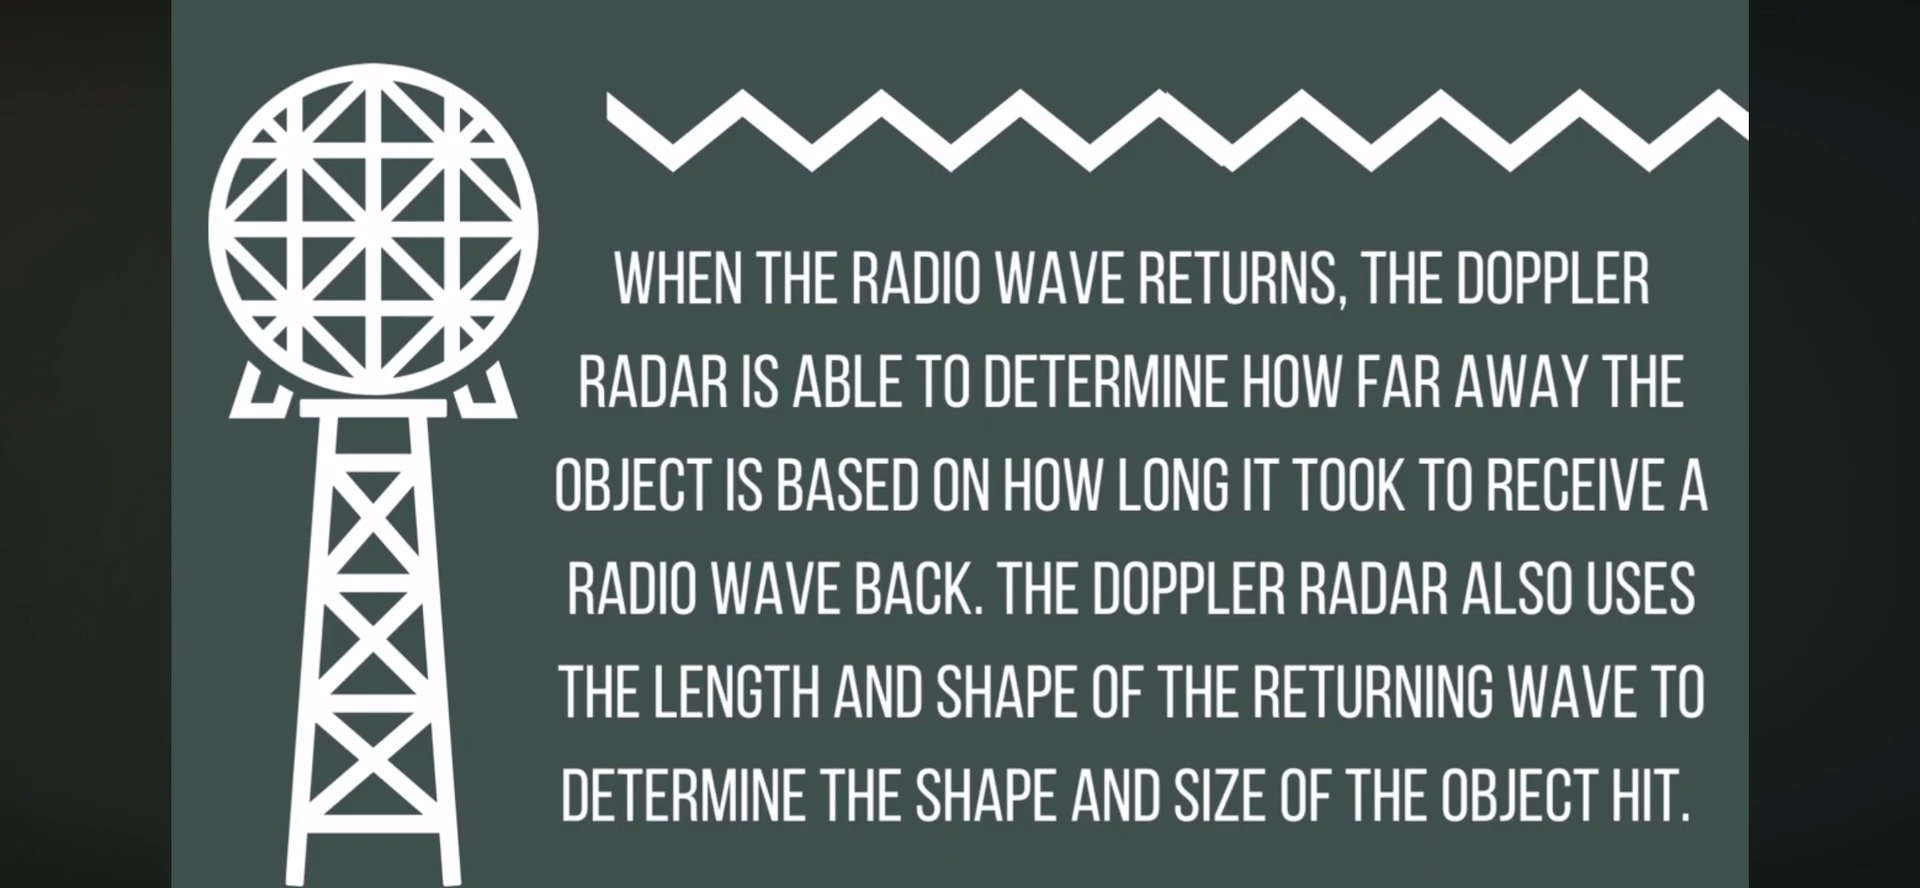 WHEN THE RADIO WAVE RETURNS, THE DOPPLER
RADAR IS ABLE TO DETERMINE HOW FAR AWAY THE
OBJECT IS BASED ON HOW LONG IT TOOK TO RECEIVE A
RADIO WAVE BACK. THE DOPPLER RADAR ALSO USES
THE LENGTH AND SHAPE OF THE RETURNING WAVE TO
DETERMINE THE SHAPE AND SIZE OF THE OBJECT HIT.